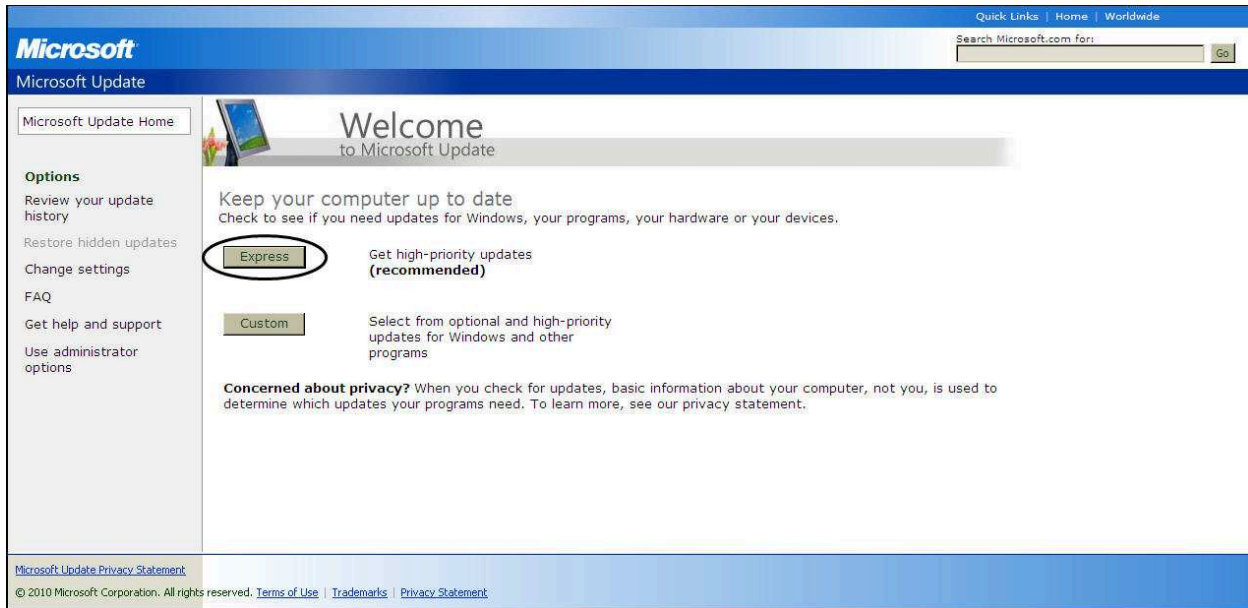 Quick Links | Home | Worldwide
Microsoft
Search Microsoft.com for:
Go
Microsoft Update
Microsoft Update Home
Welcome
to Microsoft Update
Options
Review your update
history
Restore hidden updates
Change settings
FAQ
Get help and support
Use administrator
options
Keep your computer up to date
Check to see if you need updates for Windows, your programs, your hardware or your devices.
Express
Get high-priority updates
(recommended)
Custom
Select from optional and high-priority
updates for Windows and other
programs
Concerned about privacy? When you check for updates, basic information about your computer, not you, is used to
determine which updates your programs need. To learn more, see our privacy statement.
Microsoft Update Privacy Statement
© 2010 Microsoft Corporation. All rights reserved. Terms of Use | Trademarks | Privacy Statement